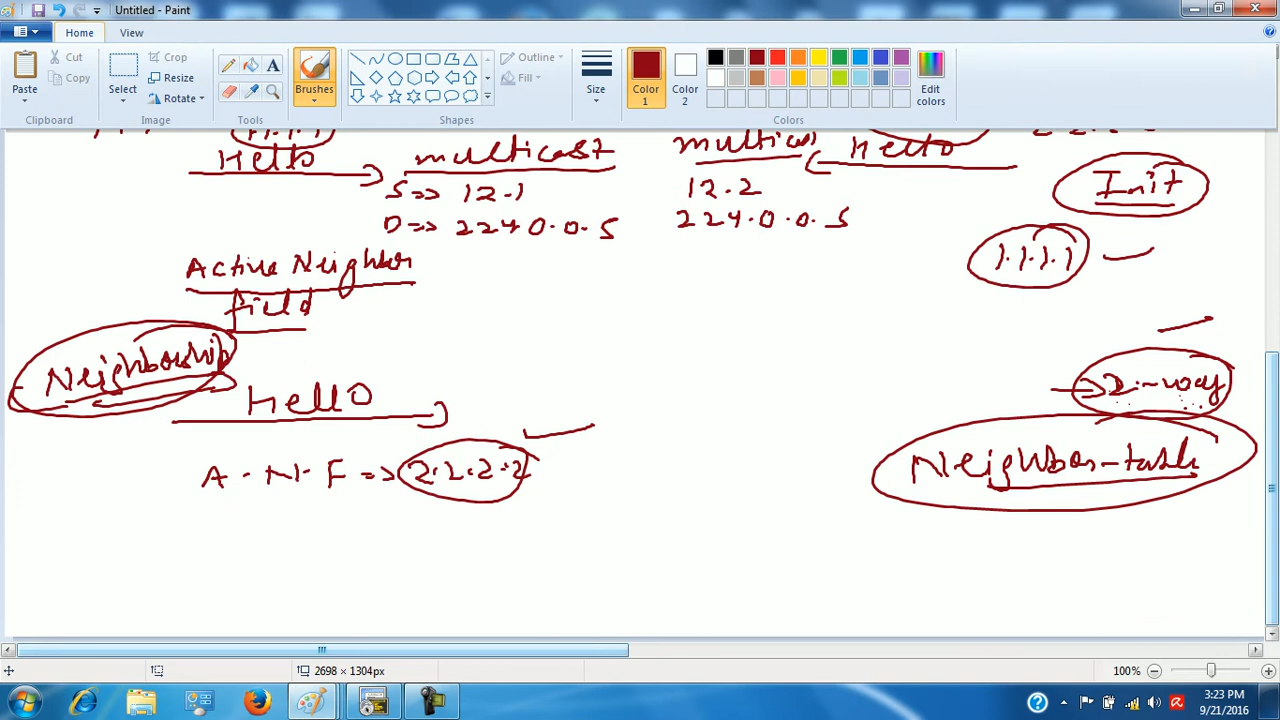 Untitled - Paint
Home View
Cut
Copy
Paste
Clipboard
Select
Crop
Resize
Rotate
Image
Tools
Brushes
Shapes
Outline
Fill
Size
Color 1
Color 2
Edit colors
Colors
Hello
multicast
multicas
Hello
S => 12.1
12.2
Init
D => 224.0.0.5
224.0.0.5
Active Neighbor
1.1.1.1
field
Neighborship
Hello
2-way
A.N.F => 2.2.2.2
Neighbor-table
2698 × 1304px
100%
3:23 PM
9/21/2016